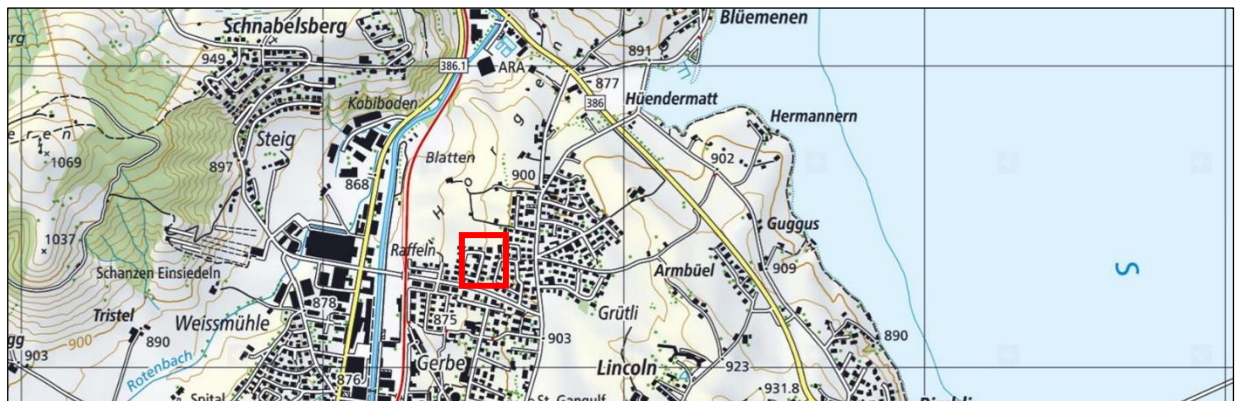 Blüemenen
Schnabelsberg
949
891
386.1
ARA
877
386
Hüendermatt
Kobiboden
Hermannern
Steig
1069
897
Blatten
902
868
900
Horgen
Guggus
1037
Raffeln
Schanzen Einsiedeln
Armbüel
909
S
878
Tristel
Weissmühle
875
Grütli
890
900
890
903
903
Gerbe
Lincoln
923
Rotenbach
876
931.8
Spital
St. Gangulf